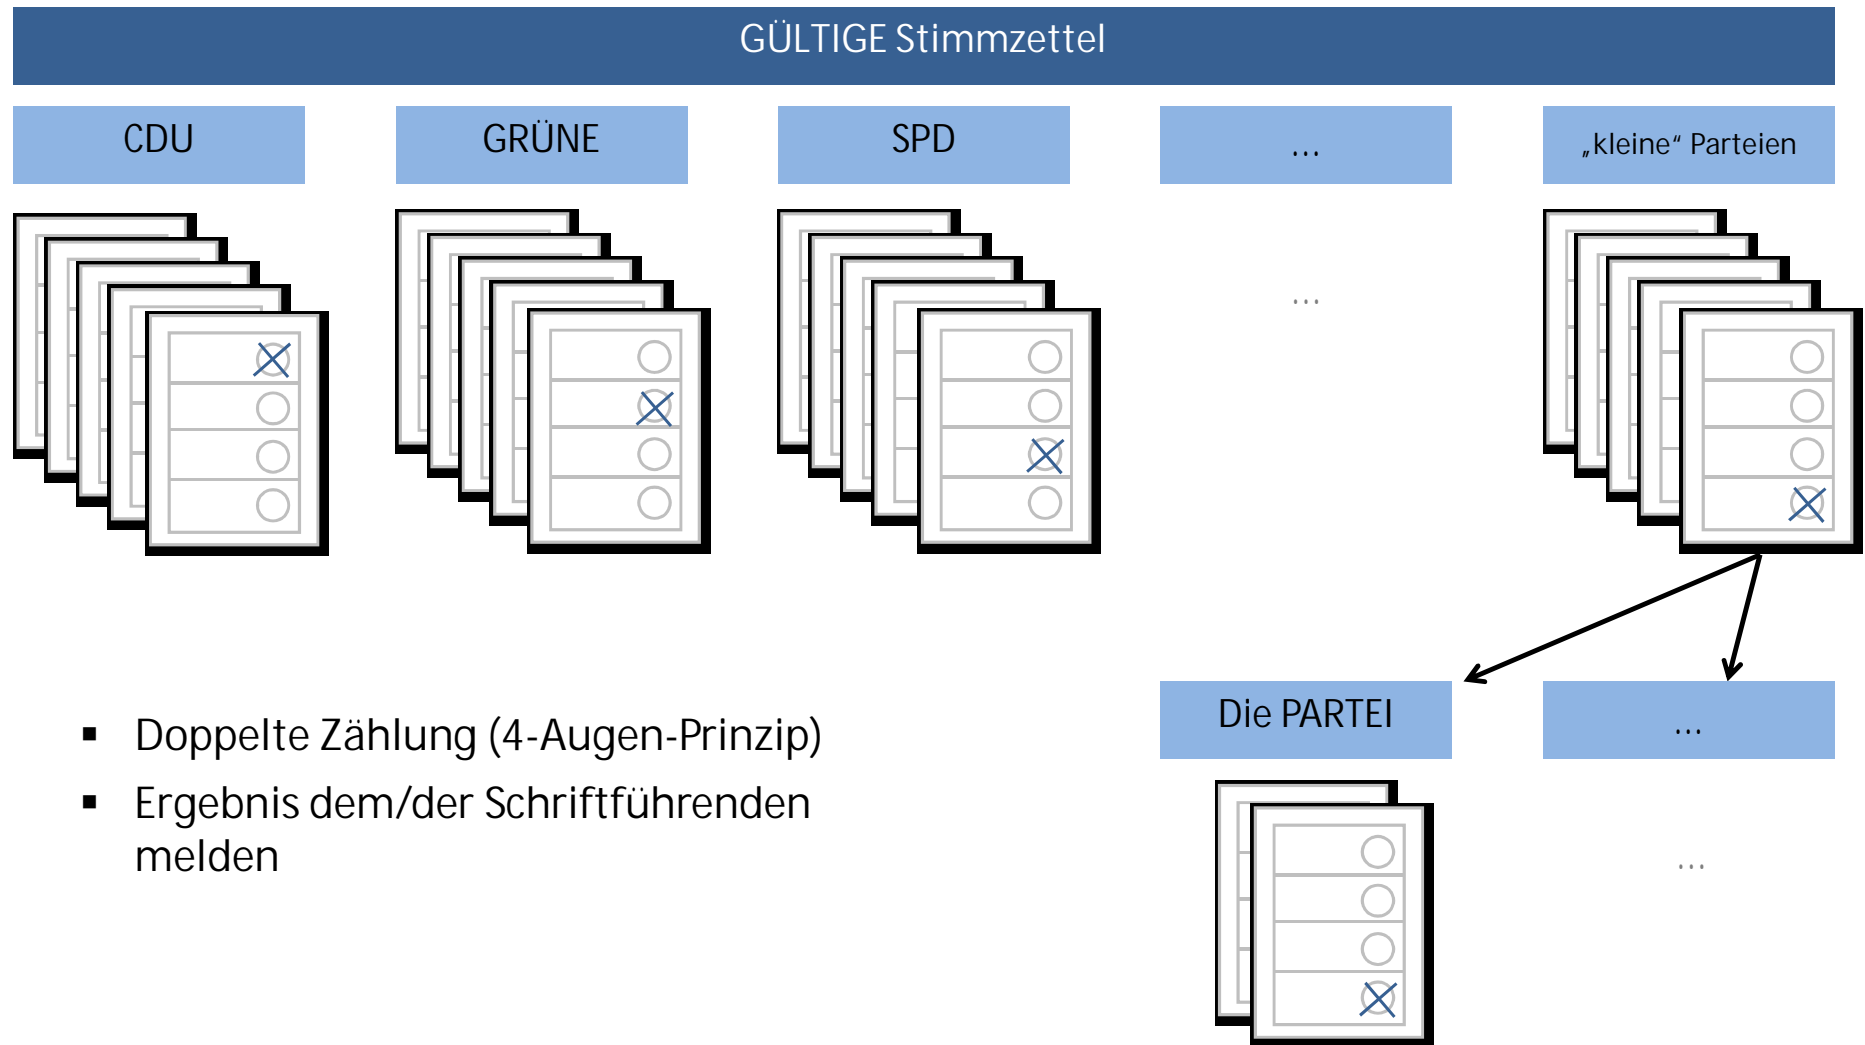 GÜLTIGE Stimmzettel
CDU
GRÜNE
SPD
...
„kleine“ Parteien
...
Die PARTEI
...
▪ Doppelte Zählung (4-Augen-Prinzip)
▪ Ergebnis dem/der Schriftführenden
melden
...